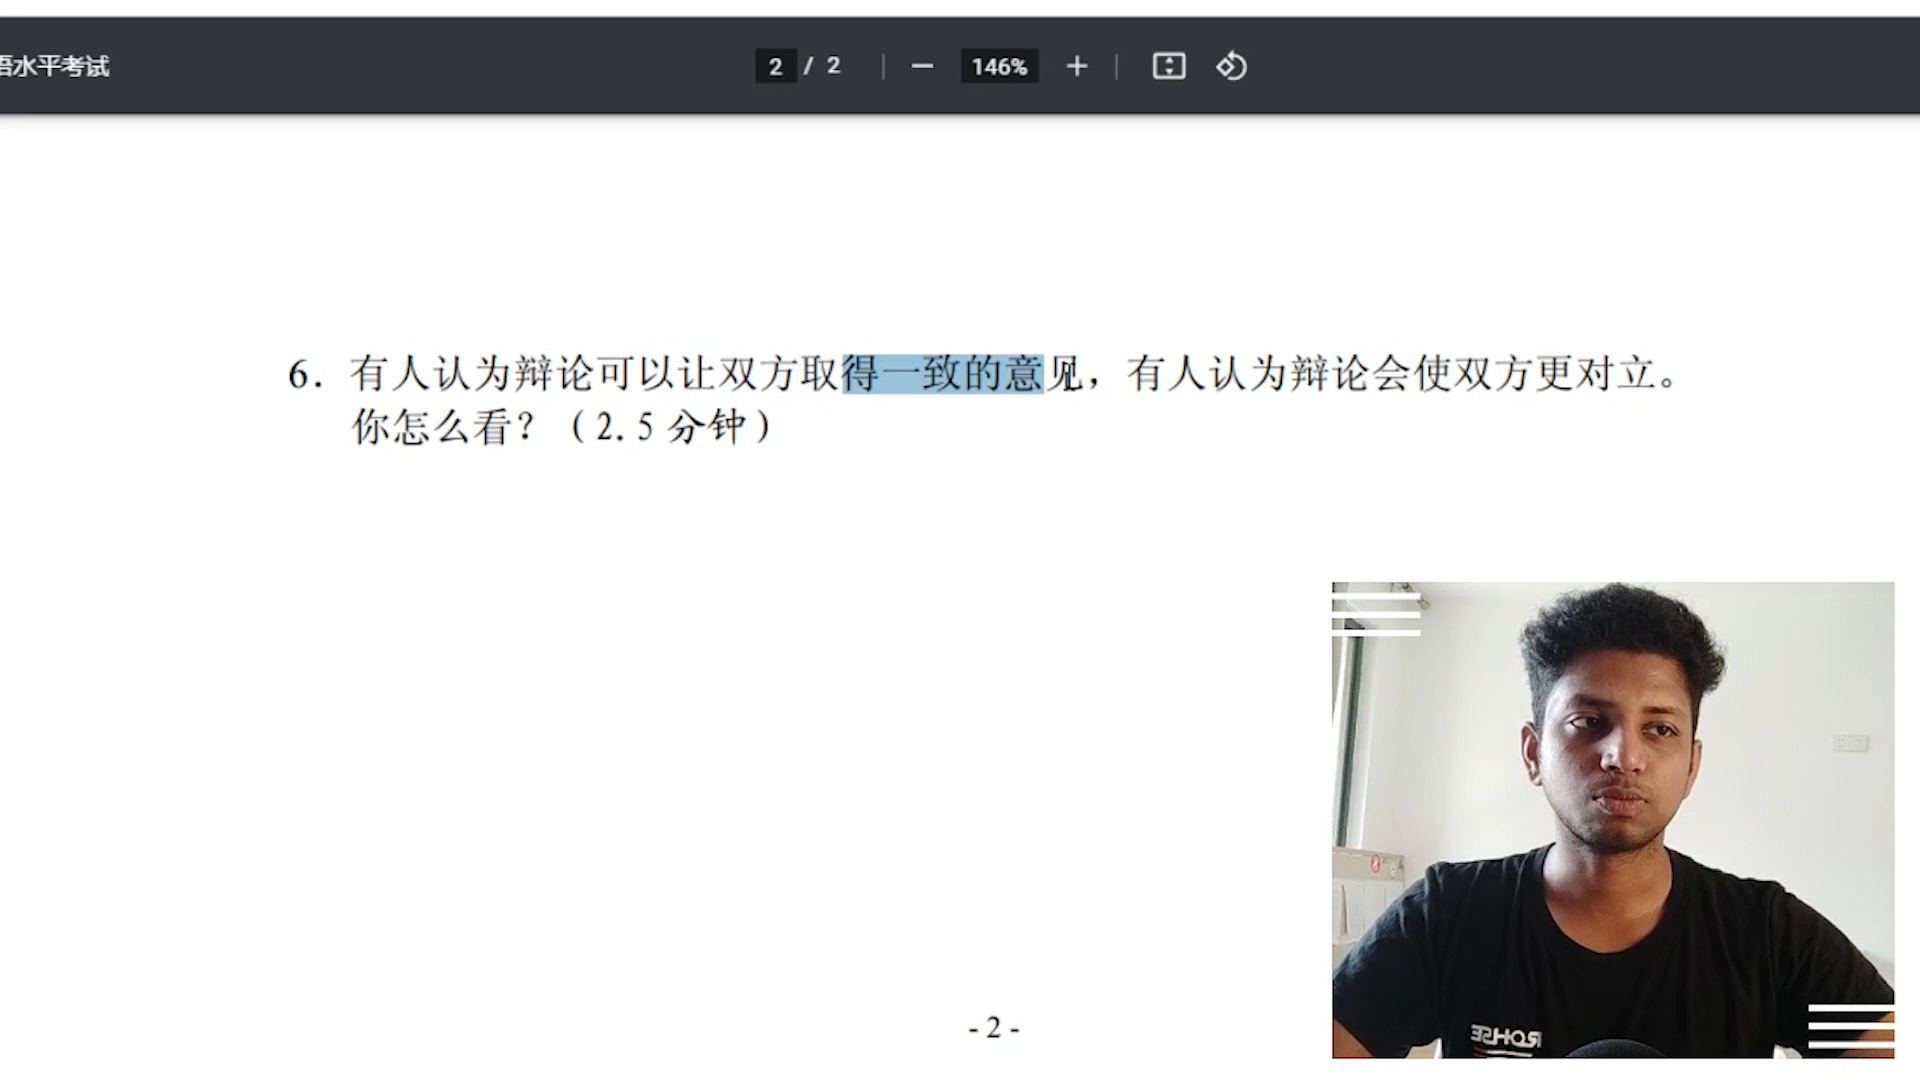 语水平考试
2 / 2 146%
6. 有人认为辩论可以让双方取得一致的意见，有人认为辩论会使双方更对立。
你怎么看？（2.5 分钟）
- 2 -